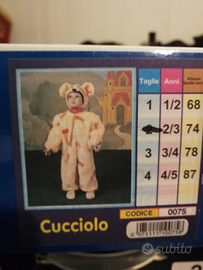 Taglie Anni
1 1/2 68
2/3 74
3 3/4 78
4 4/5 87
Cucciolo
CODICE 0075
subito